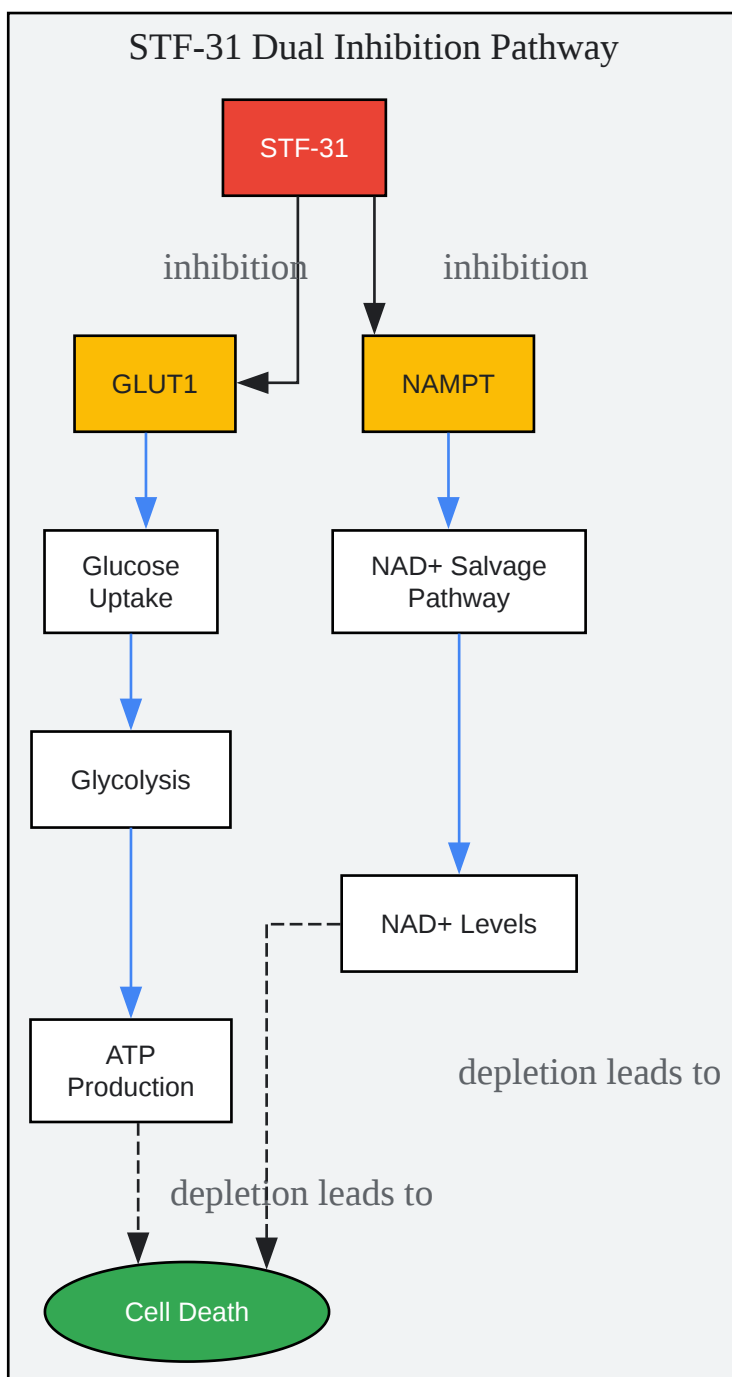 STF-31 Dual Inhibition Pathway
STF-31
inhibition
inhibition
GLUT1
NAMPT
Glucose
Uptake
NAD+ Salvage
Pathway
Glycolysis
NAD+ Levels
ATP
Production
depletion leads to
depletion leads to
Cell Death